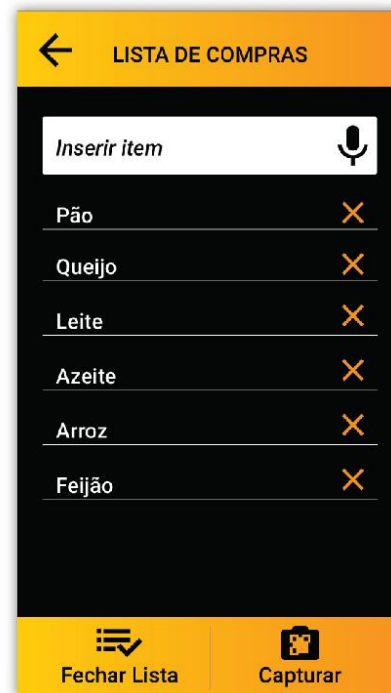 LISTA DE COMPRAS
Inserir item
Pão
Queijo
Leite
Azeite
Arroz
Feijão
Fechar Lista
Capturar